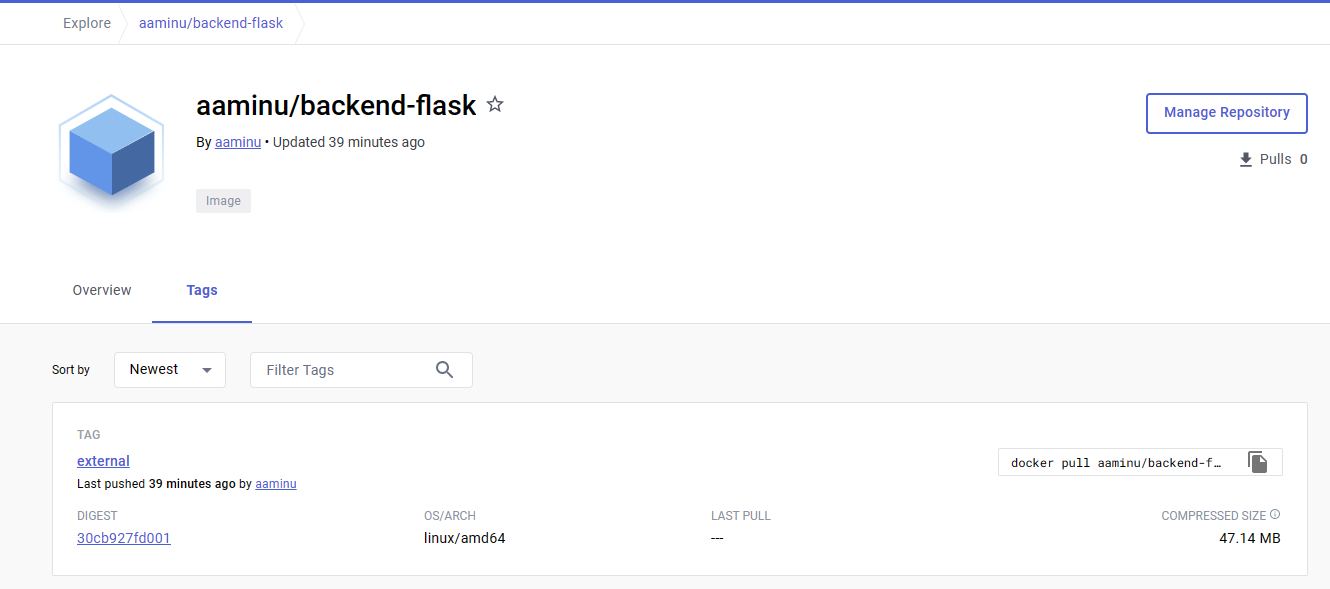 Explore aaminu/backend-flask
aaminu/backend-flask
By aaminu • Updated 39 minutes ago
Image
Manage Repository
Pulls 0
Overview Tags
Sort by Newest Filter Tags
TAG
external
Last pushed 39 minutes ago by aaminu
docker pull aaminu/backend-f…
DIGEST OS/ARCH LAST PULL COMPRESSED SIZE
30cb927fd001 linux/amd64 --- 47.14 MB